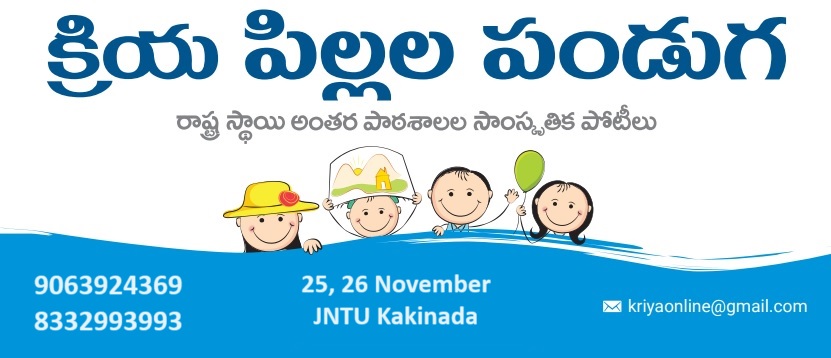 క్రియ పిల్లల పండుగ
రాష్ట్ర స్థాయి అంతర పాఠశాలల సాంస్కృతిక పోటీలు
9063924369
8332993993
25, 26 November
JNTU Kakinada
kriyaonline@gmail.com